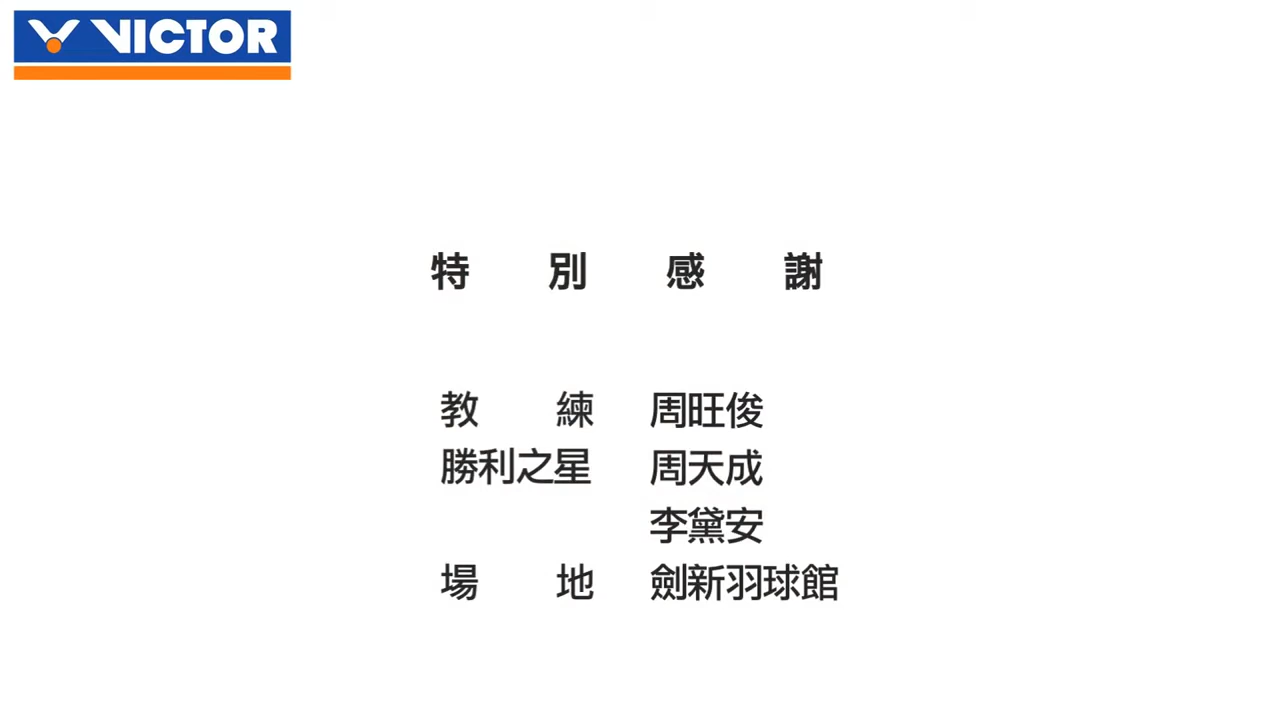 VICTOR
特別感謝
教練 周旺俊
勝利之星 周天成
李黛安
場地 劍新羽球館